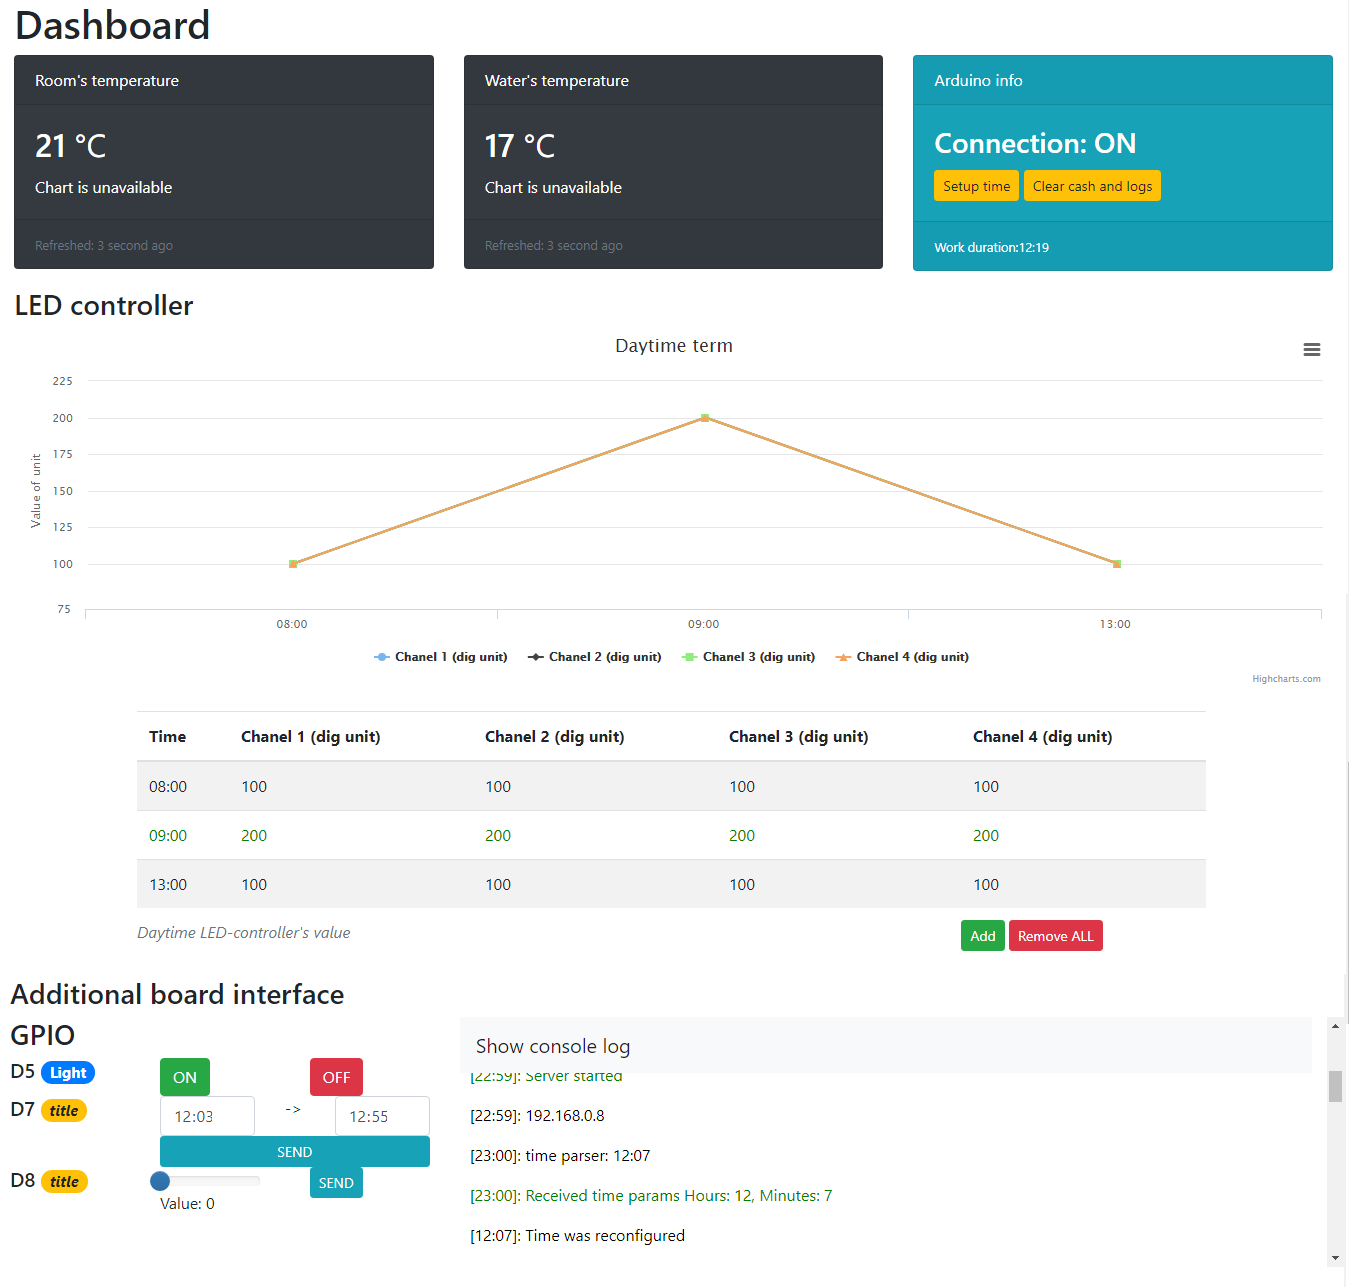 Dashboard
Room's temperature
21 °C
Chart is unavailable
Refreshed: 3 second ago
Water's temperature
17 °C
Chart is unavailable
Refreshed: 3 second ago
Arduino info
Connection: ON
Setup time
Clear cash and logs
Work duration:12:19
LED controller
Daytime term
Value of unit
225
200
175
150
125
100
75
08:00
09:00
13:00
Chanel 1 (dig unit)
Chanel 2 (dig unit)
Chanel 3 (dig unit)
Chanel 4 (dig unit)
Highcharts.com
Time Chanel 1 (dig unit) Chanel 2 (dig unit) Chanel 3 (dig unit) Chanel 4 (dig unit)
08:00 100 100 100 100
09:00 200 200 200 200
13:00 100 100 100 100
Daytime LED-controller's value
Add
Remove ALL
Additional board interface
GPIO
D5 Light
ON
OFF
D7 title
12:03 -> 12:55
SEND
D8 title
SEND
Value: 0
Show console log
[22:59]: Server started
[22:59]: 192.168.0.8
[23:00]: time parser: 12:07
[23:00]: Received time params Hours: 12, Minutes: 7
[12:07]: Time was reconfigured